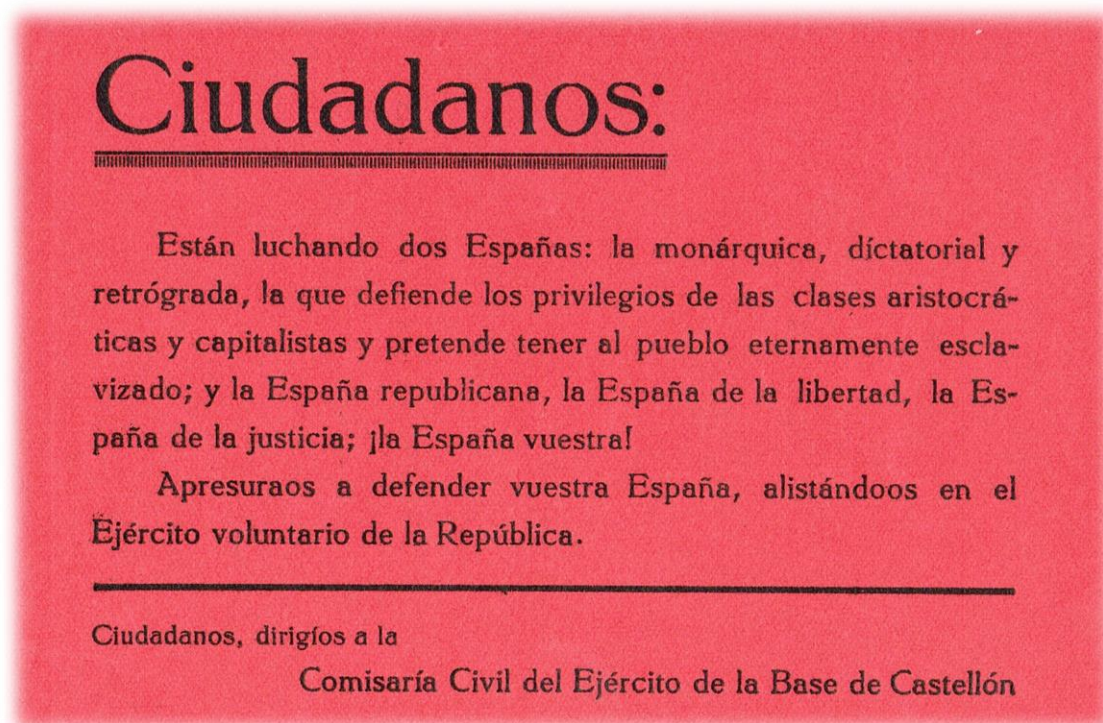 Ciudadanos:
Están luchando dos Españas: la monárquica, díctatorial y
retrógrada, la que defiende los privilegios de las clases aristocrá-
ticas y capitalistas y pretende tener al pueblo eternamente escla-
vizado; y la España republicana, la España de la libertad, la Es-
paña de la justicia; ¡la España vuestra!
Apresuraos a defender vuestra España, alistándoos en el
Ejército voluntario de la República.
Ciudadanos, dirigíos a la
Comisaría Civil del Ejército de la Base de Castellón